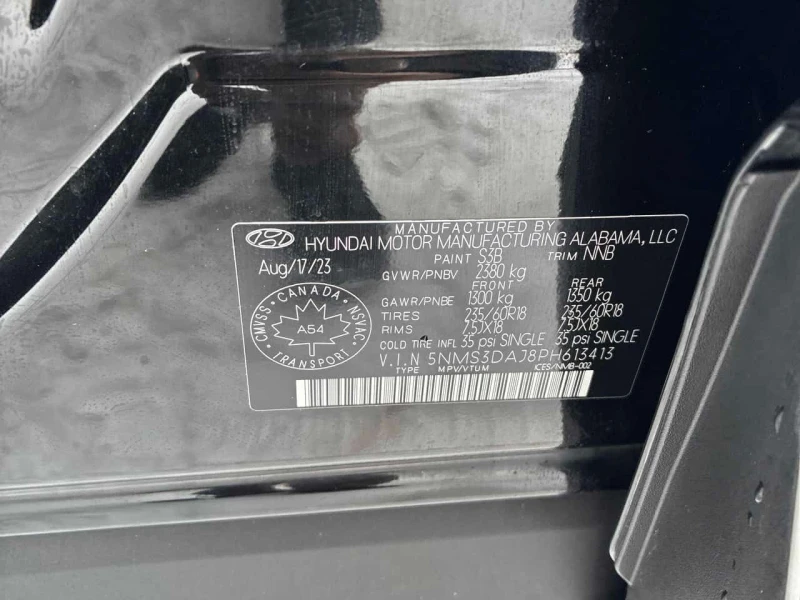 MANUFACTURED BY
HYUNDAI MOTOR MANUFACTURING ALABAMA, LLC
Aug/17/23
PAINT S3B TRIM NNB
GVWR/PNBV 2380 kg
FRONT REAR
GAWR/PNBE 1300 kg 1350 kg
TIRES 235/60R18 235/60R18
RIMS 7.5JX18 7.5JX18
COLD TIRE INFL 35 psi SINGLE 35 psi SINGLE
V.I.N 5NMS3DAJ8PH613413
TYPE MPV/VTUM ICES/NMB-002
CANADA
CMVSS NSVAC
A54
TRANSPORT